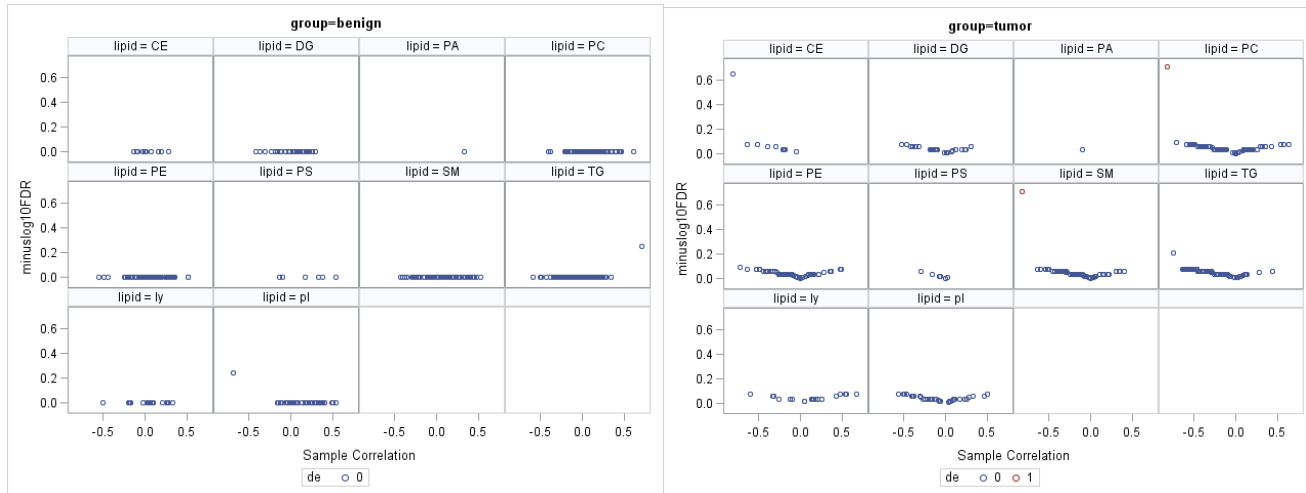 group=benign
lipid = CE lipid = DG lipid = PA lipid = PC
0.6
0.4
0.2
0.0
lipid = PE lipid = PS lipid = SM lipid = TG
0.6
0.4
0.2
0.0
lipid = ly lipid = pl
0.6
0.4
0.2
0.0
minuslog10FDR
-0.5 0.0 0.5 -0.5 0.0 0.5 -0.5 0.0 0.5 -0.5 0.0 0.5
Sample Correlation
de 0
group=tumor
lipid = CE lipid = DG lipid = PA lipid = PC
0.6
0.4
0.2
0.0
lipid = PE lipid = PS lipid = SM lipid = TG
0.6
0.4
0.2
0.0
lipid = ly lipid = pl
0.6
0.4
0.2
0.0
minuslog10FDR
-0.5 0.0 0.5 -0.5 0.0 0.5 -0.5 0.0 0.5 -0.5 0.0 0.5
Sample Correlation
de 0 1